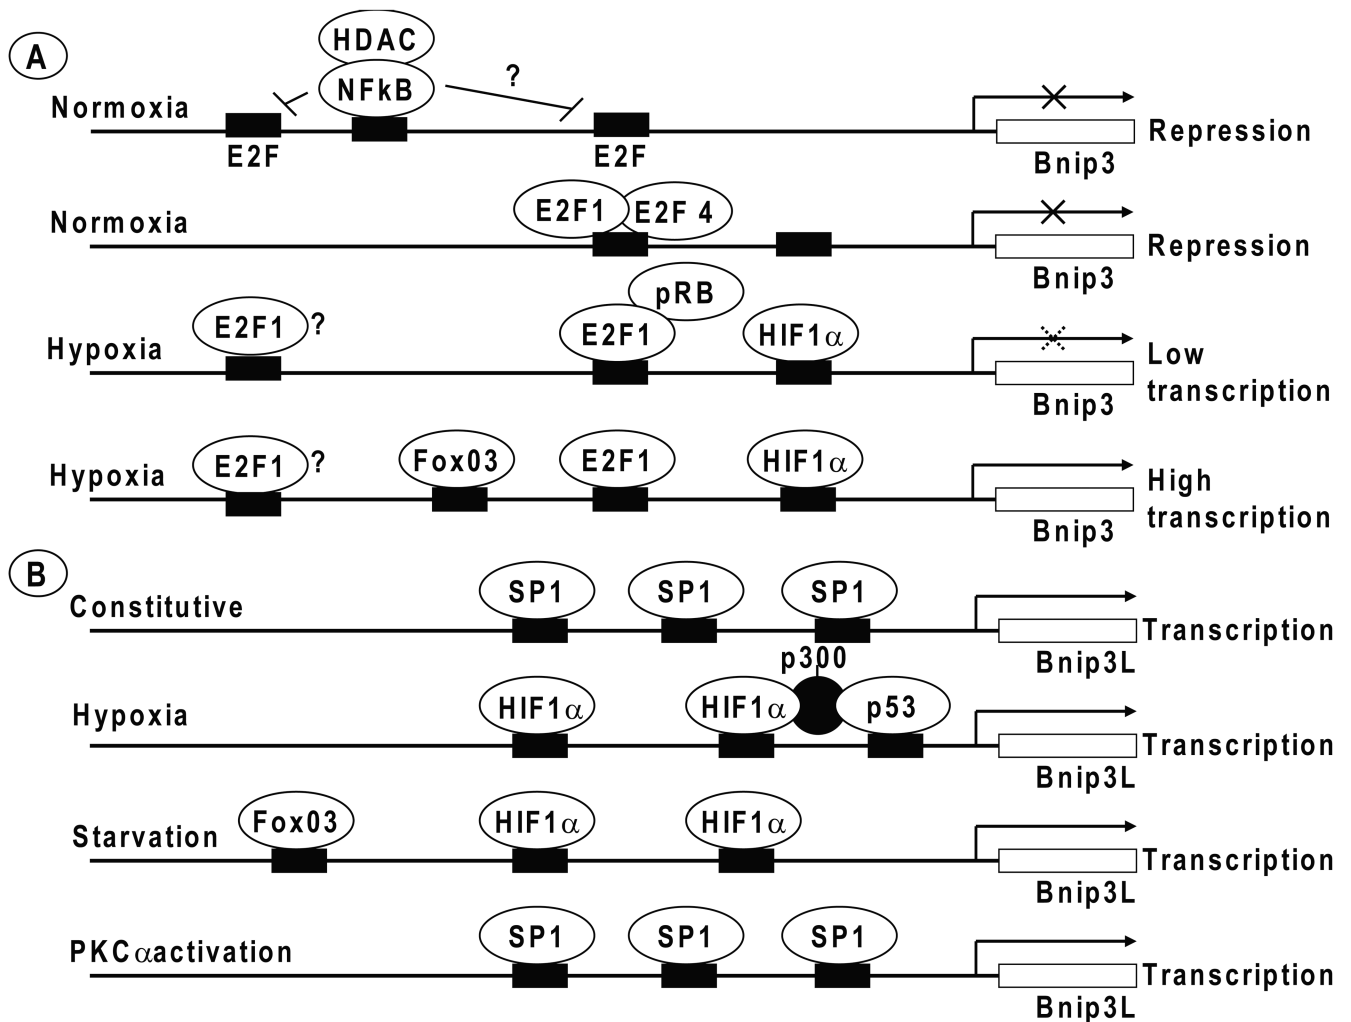 A
HDAC
NFkB
?
Normoxia
E2F
E2F
Repression
Bnip3
Normoxia
E2F1
E2F 4
Repression
Bnip3
Hypoxia
E2F1
?
pRB
E2F1
HIF1α
Low
transcription
Bnip3
Hypoxia
E2F1
?
Fox03
E2F1
HIF1α
High
transcription
Bnip3
B
Constitutive
SP1
SP1
SP1
Transcription
Bnip3L
Hypoxia
HIF1α
HIF1α
p300
p53
Transcription
Bnip3L
Starvation
Fox03
HIF1α
HIF1α
Transcription
Bnip3L
PKCαactivation
SP1
SP1
SP1
Transcription
Bnip3L